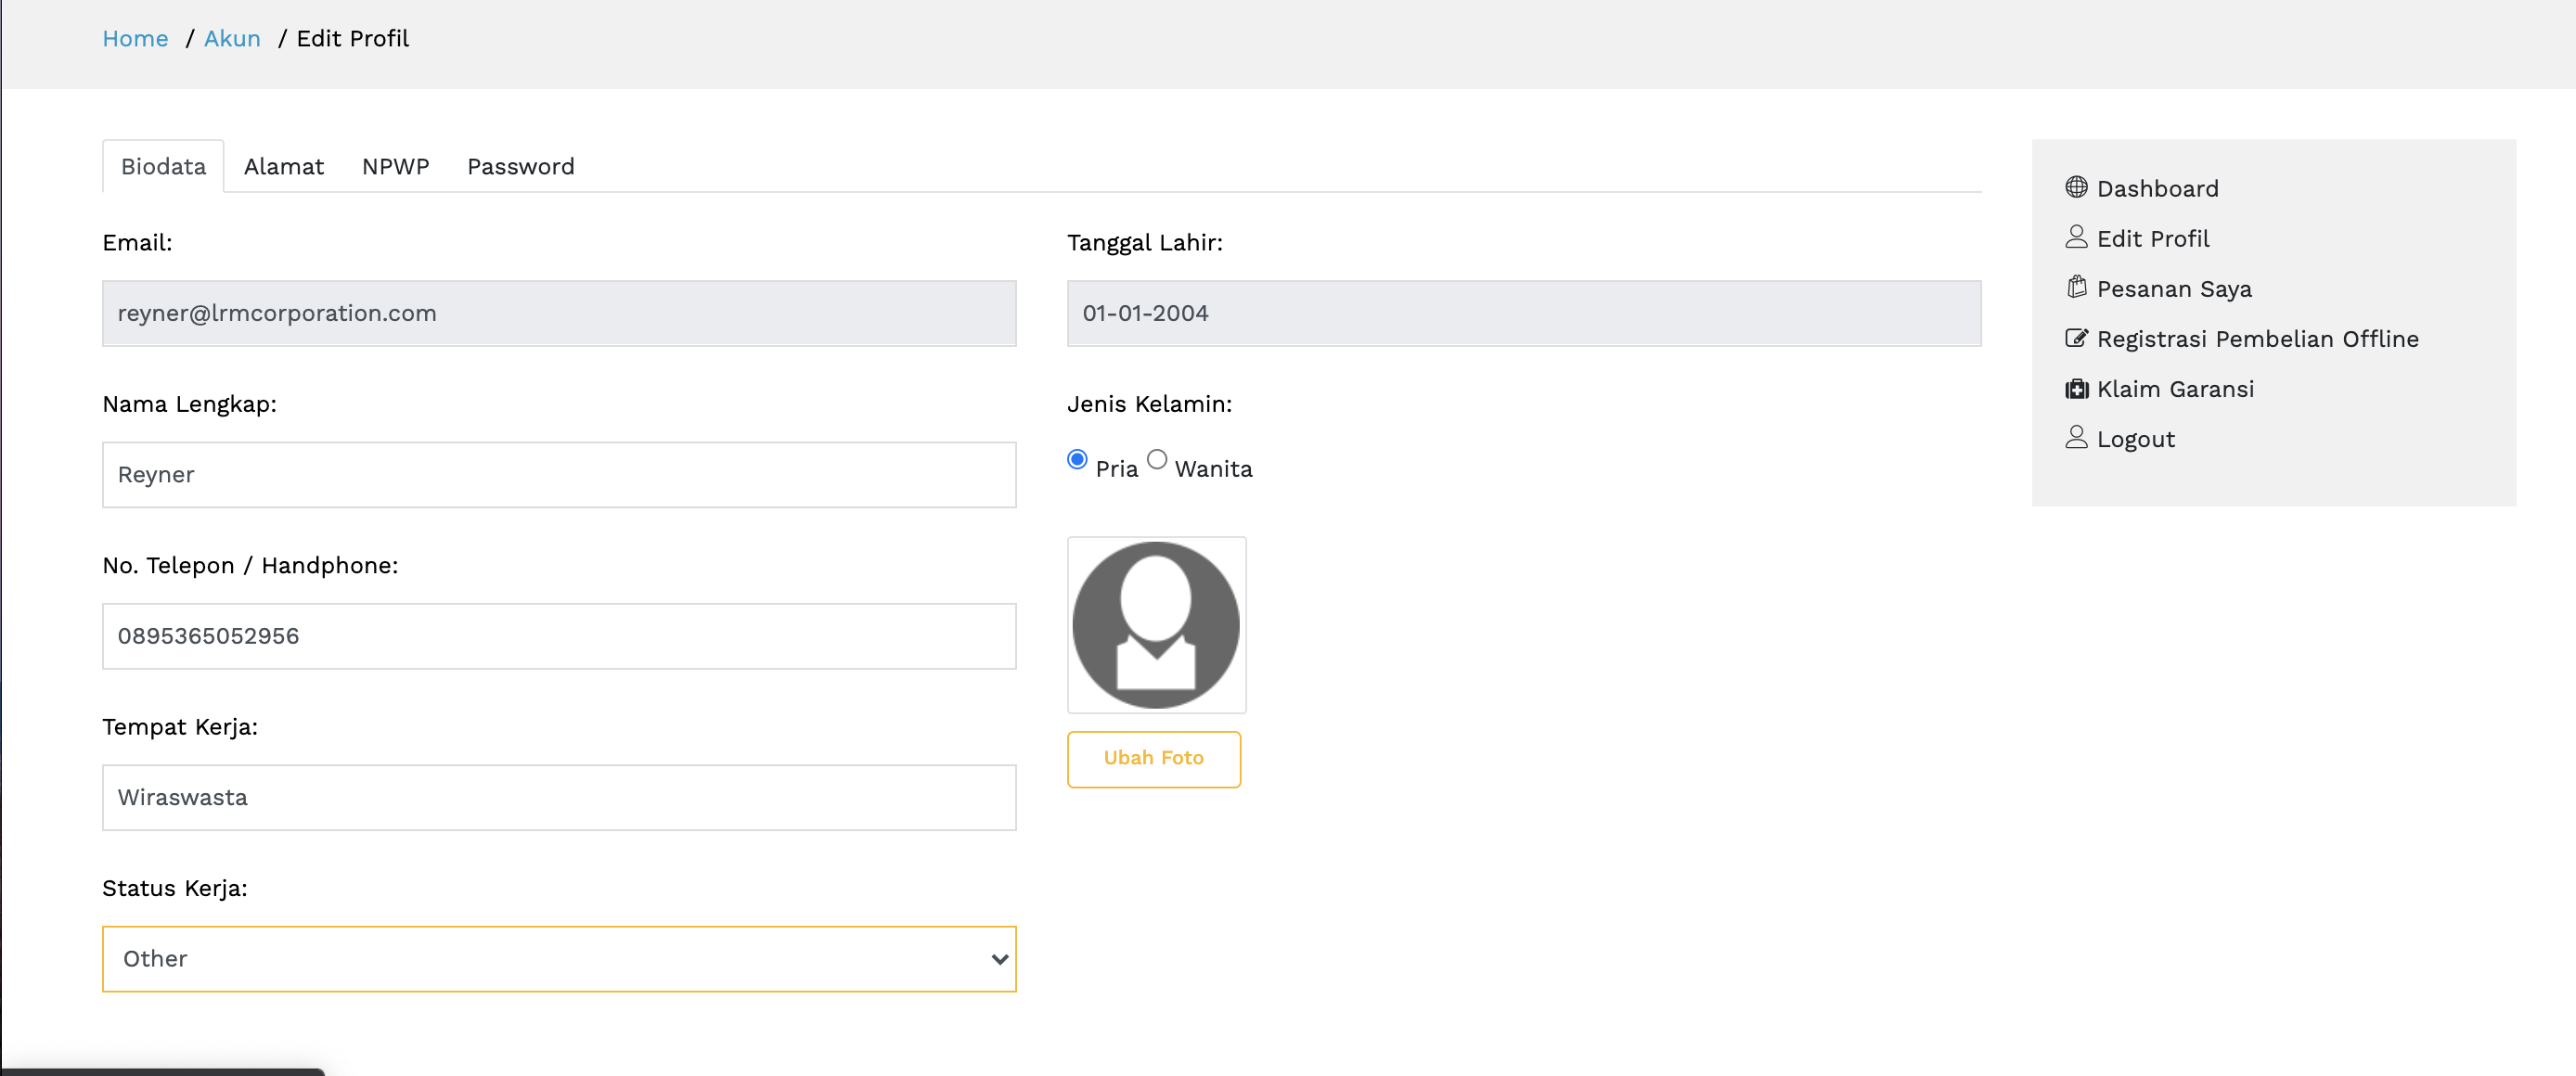 Home / Akun / Edit Profil
Biodata Alamat NPWP Password
Email:
reyner@lrmcorporation.com
Nama Lengkap:
Reyner
No. Telepon / Handphone:
0895365052956
Tempat Kerja:
Wiraswasta
Status Kerja:
Other
Tanggal Lahir:
01-01-2004
Jenis Kelamin:
Pria Wanita
Ubah Foto
Dashboard
Edit Profil
Pesanan Saya
Registrasi Pembelian Offline
Klaim Garansi
Logout